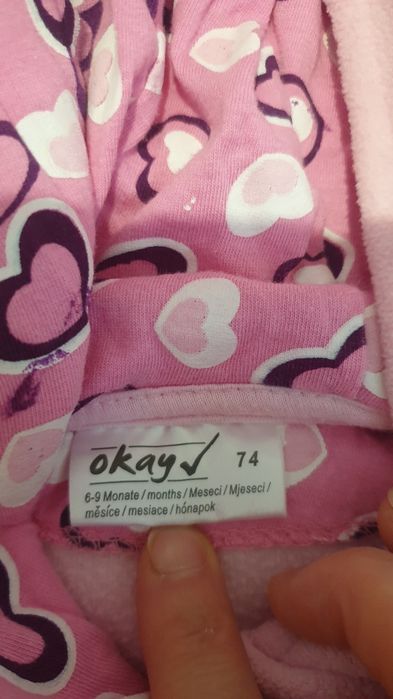 okay 74
6-9 Monate / months / Meseci / Mjeseci /
měsíce / mesiace / hónapok